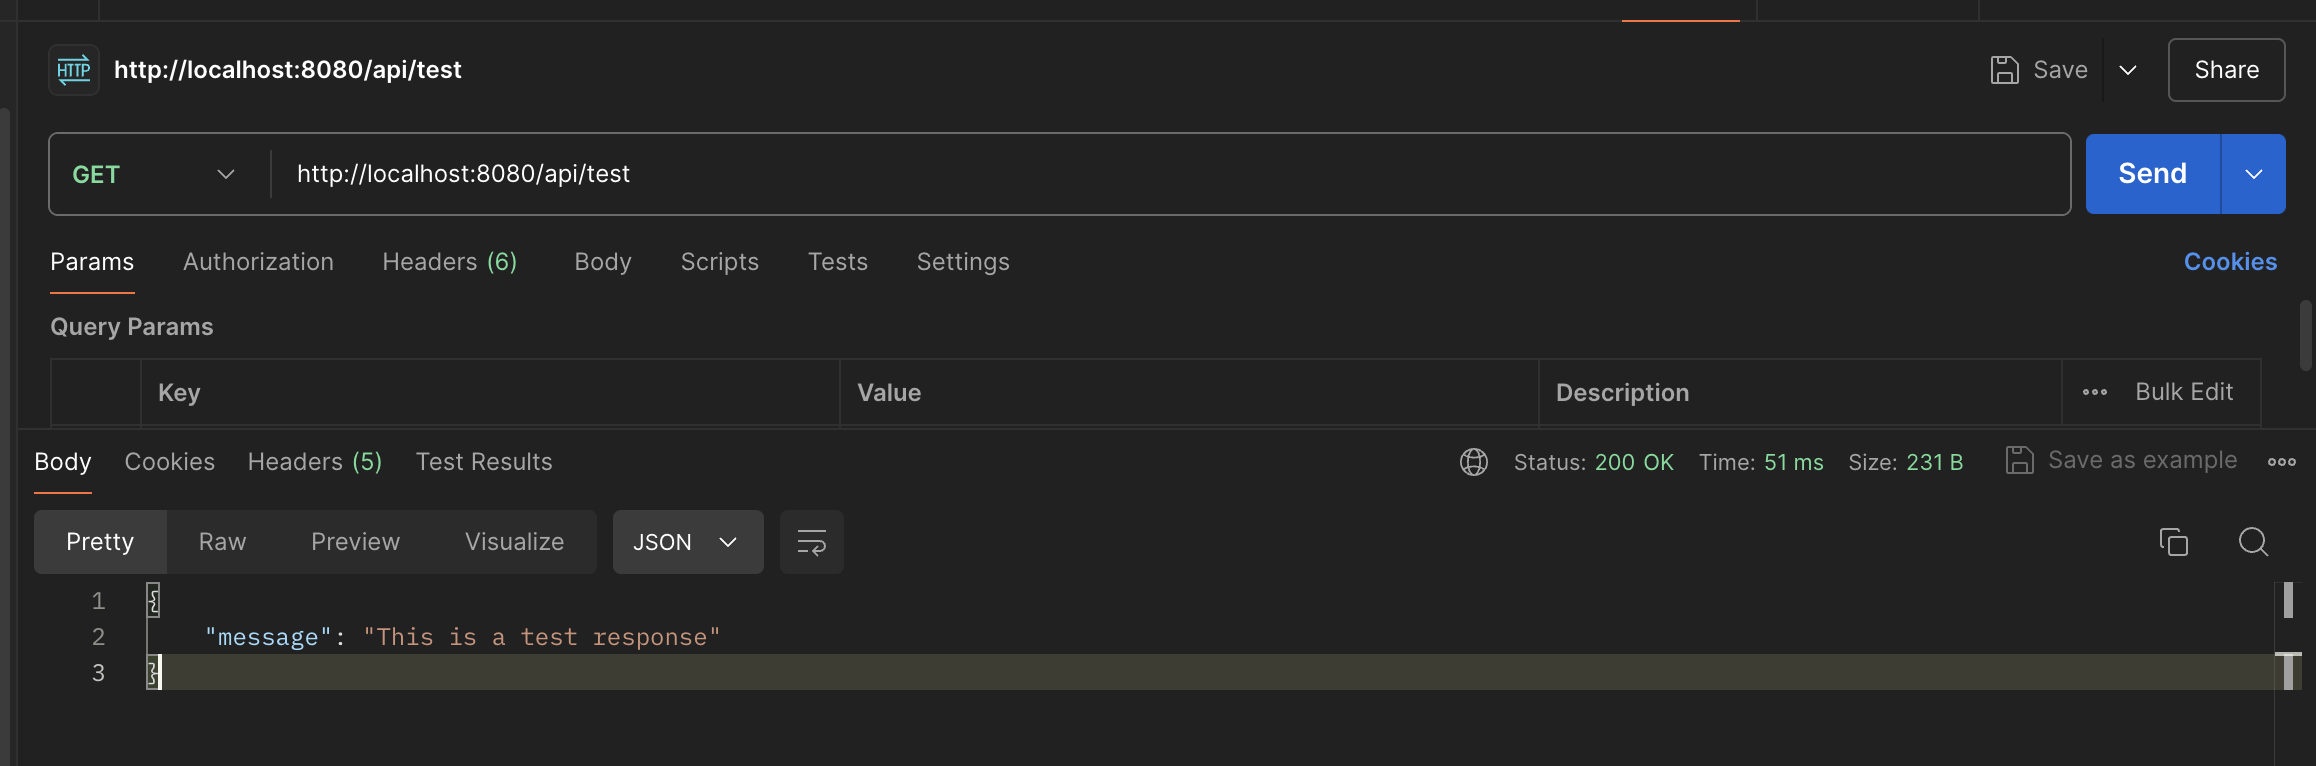 HTTP http://localhost:8080/api/test Save Share
GET http://localhost:8080/api/test Send
Params Authorization Headers (6) Body Scripts Tests Settings Cookies
Query Params
Key Value Description Bulk Edit
Body Cookies Headers (5) Test Results Status: 200 OK Time: 51 ms Size: 231 B Save as example
Pretty Raw Preview Visualize JSON
1 {
2 "message": "This is a test response"
3 }